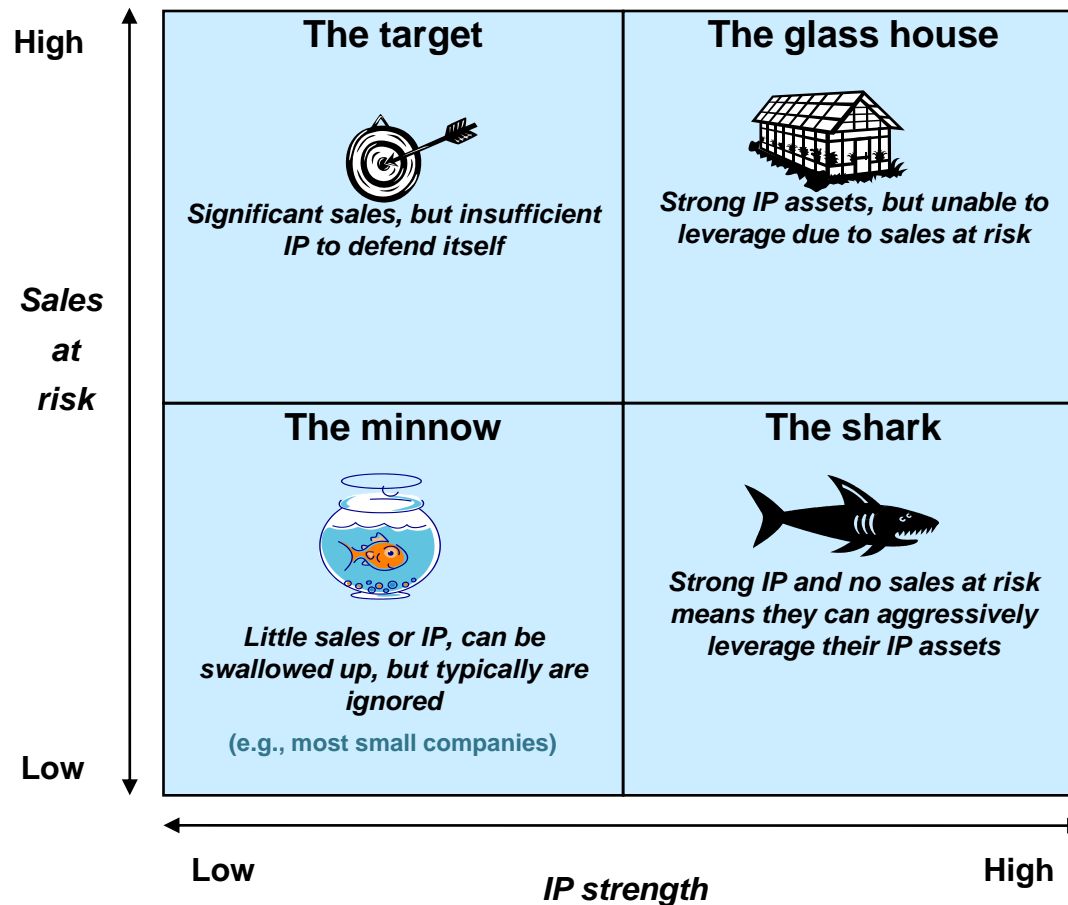 High
The target
The glass house
Significant sales, but insufficient
IP to defend itself
Strong IP assets, but unable to
leverage due to sales at risk
Sales
at
risk
The minnow
The shark
Little sales or IP, can be
swallowed up, but typically are
ignored
(e.g., most small companies)
Strong IP and no sales at risk
means they can aggressively
leverage their IP assets
Low
Low
High
IP strength